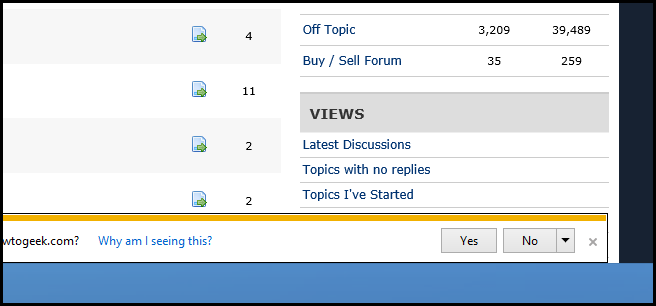 4
11
2
2
Off Topic 3,209 39,489
Buy / Sell Forum 35 259
VIEWS
Latest Discussions
Topics with no replies
Topics I've Started
wtogeek.com? Why am I seeing this? Yes No